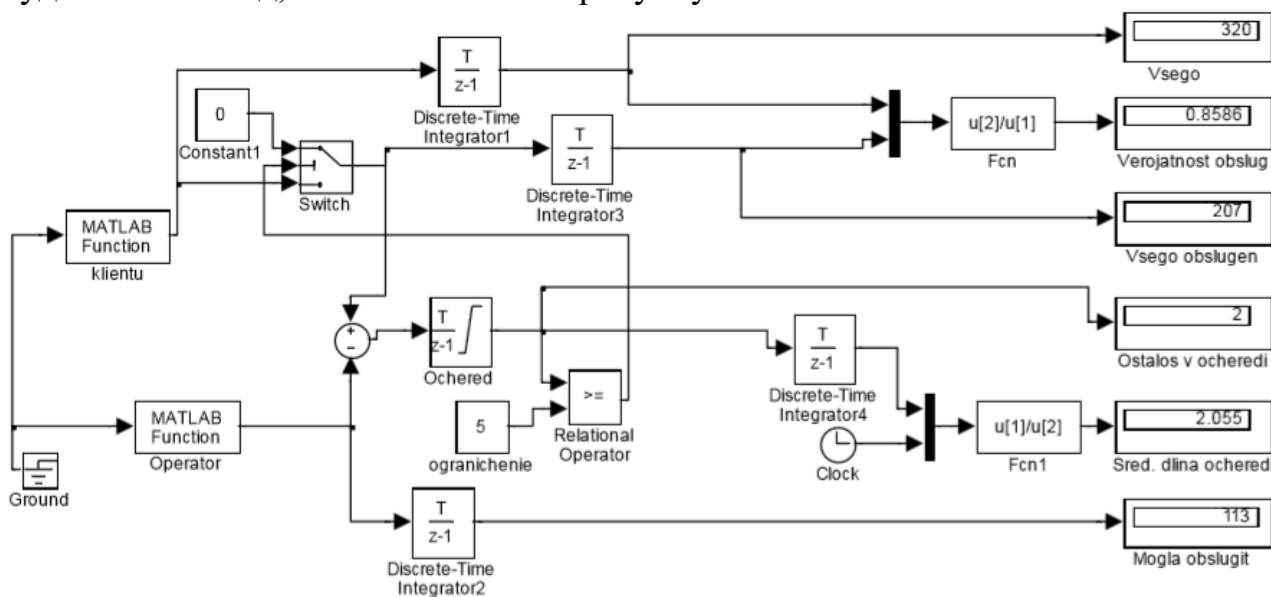 320
Vsego
T
z-1
Discrete-Time
Integrator1
0
Constant1
Switch
T
z-1
Discrete-Time
Integrator3
u[2]/u[1]
Fcn
0.8586
Verojatnost obslug
207
Vsego obslugen
MATLAB
Function
klientu
+
-
T
z-1
Ochered
T
z-1
Discrete-Time
Integrator4
2
Ostalos v ocheredi
>=
Relational
Operator
5
ogranichenie
Clock
u[1]/u[2]
Fcn1
2.055
Sred. dlina ocheredi
MATLAB
Function
Operator
Ground
T
z-1
Discrete-Time
Integrator2
113
Mogla obslugit